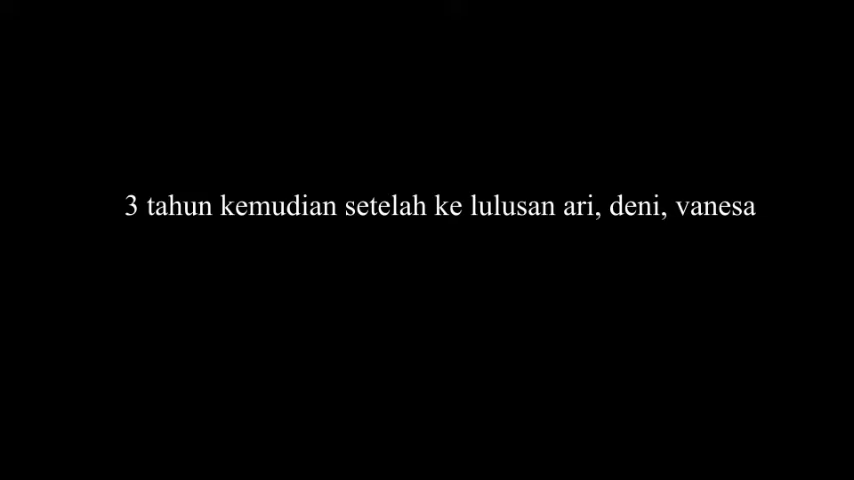 3 tahun kemudian setelah ke lulusan ari, deni, vanesa